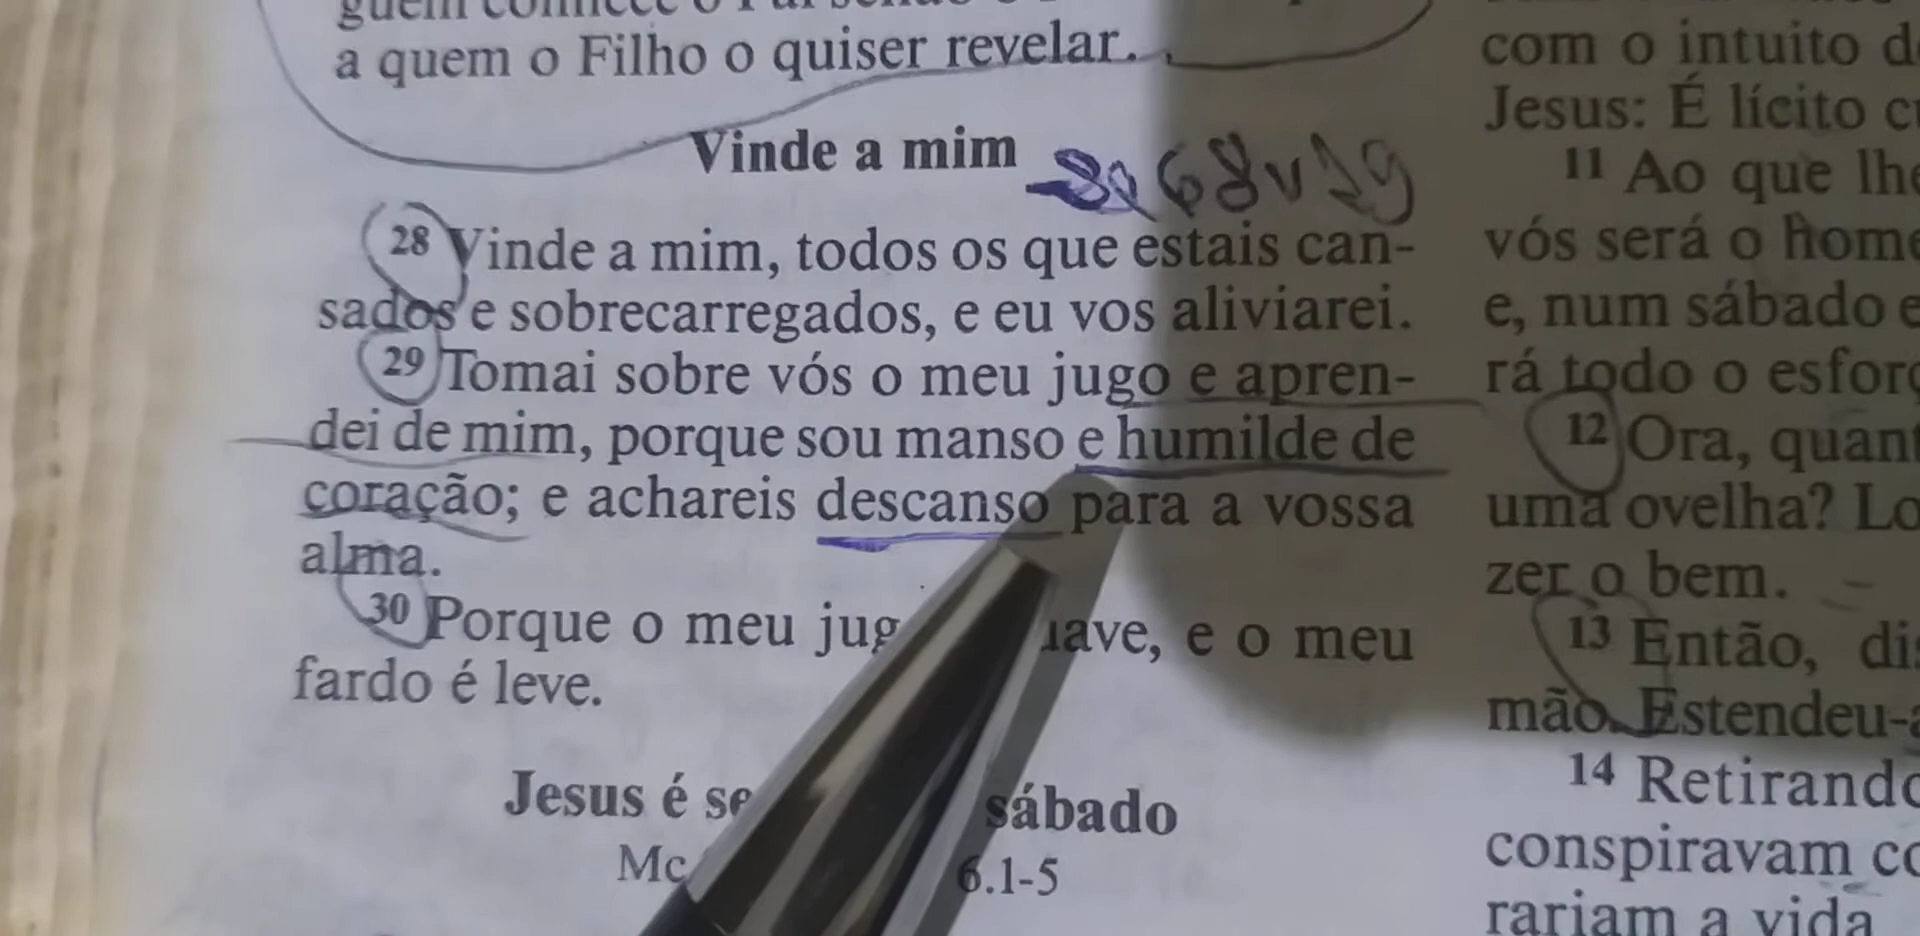 a quem o Filho o quiser revelar.
Vinde a mim
68v19
28 Vinde a mim, todos os que estais can-
sados e sobrecarregados, e eu vos aliviarei.
29 Tomai sobre vós o meu jugo e apren-
dei de mim, porque sou manso e humilde de
coração; e achareis descanso para a vossa
alma.
30 Porque o meu jug ave, e o meu
fardo é leve.
Jesus é se sábado
Mc 6.1-5
com o intuito d
Jesus: É lícito c
11 Ao que lhe
vós será o home
e, num sábado e
rá todo o esforç
12 Ora, quant
uma ovelha? Lo
zer o bem.
13 Então, dis
mão. Estendeu-a
14 Retirando
conspiravam co
rariam a vida